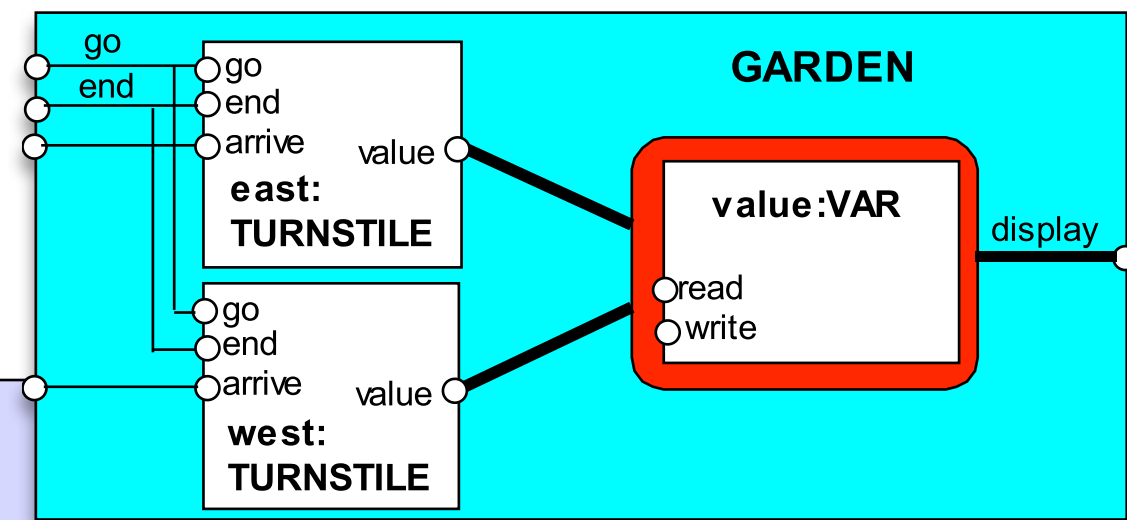 go
end
GARDEN
go
end
arrive
value
east:
TURNSTILE
value:VAR
display
read
write
go
end
arrive
value
west:
TURNSTILE